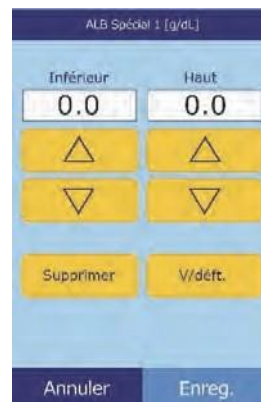 ALB Spécial 1 [g/dL]
Inférieur Haut
0.0 0.0
Supprimer V/déft.
Annuler Enreg.